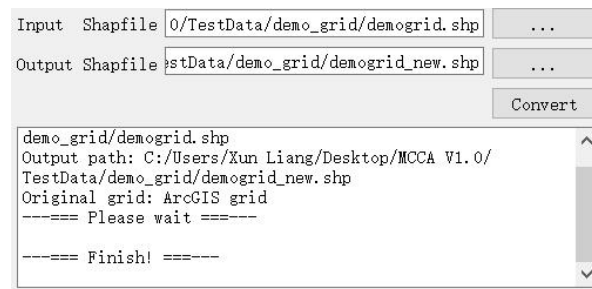 Input Shapfile 0/TestData/demo_grid/demogrid.shp ...
Output Shapfile stData/demo_grid/demogrid_new.shp ...
Convert
demo_grid/demogrid.shp
Output path: C:/Users/Xun Liang/Desktop/MCCA V1.0/
TestData/demo_grid/demogrid_new.shp
Original grid: ArcGIS grid
---=== Please wait ===---
---=== Finish! ===---